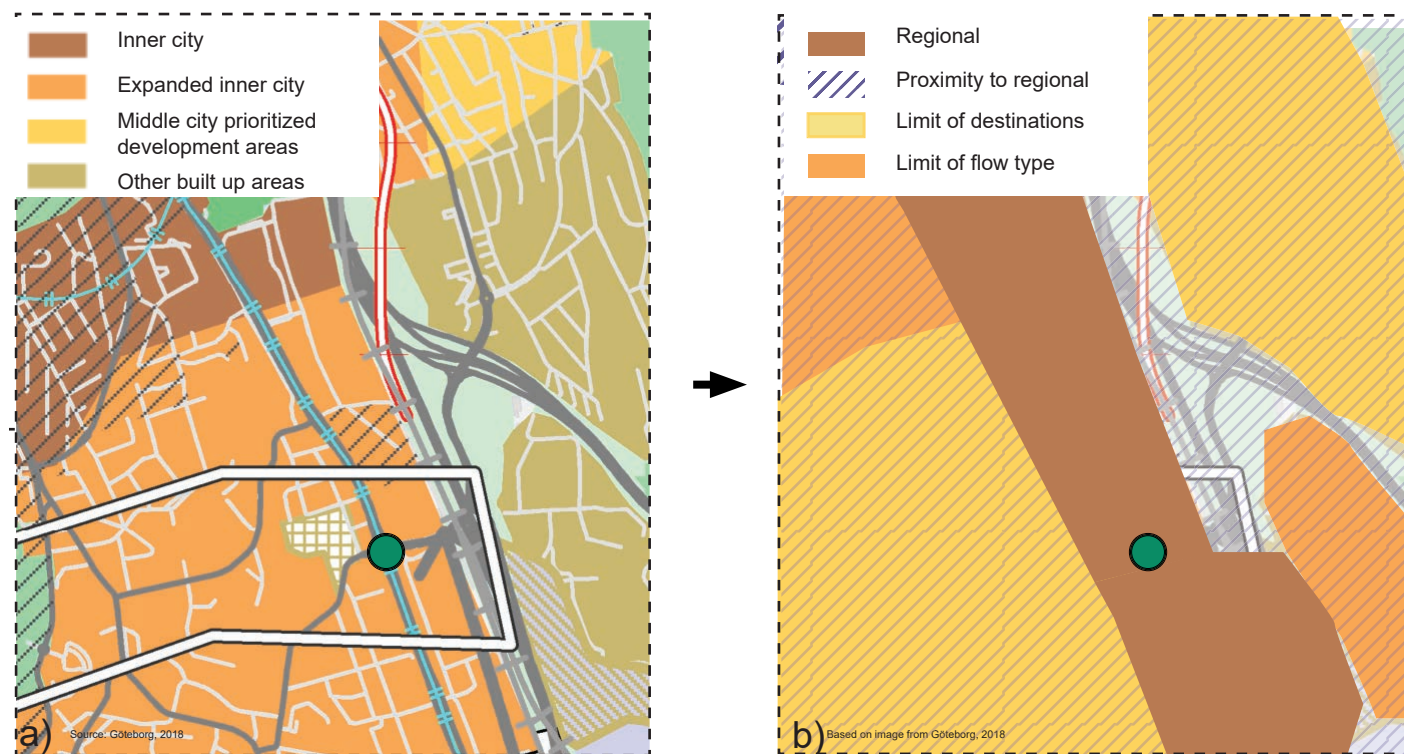 Inner city
Expanded inner city
Middle city prioritized
development areas
Other built up areas
a)
Source: Göteborg, 2018
Regional
Proximity to regional
Limit of destinations
Limit of flow type
b)
Based on image from Göteborg, 2018